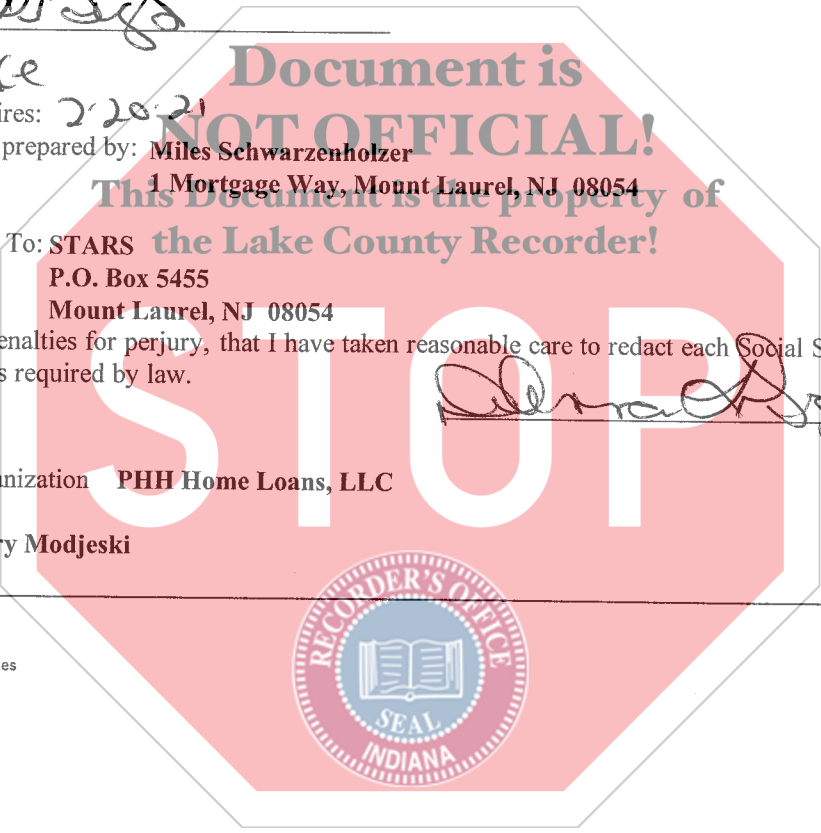 Document is
NOT OFFICIAL!
ires: 2·20·21
prepared by: Miles Schwarzenholzer
1 Mortgage Way, Mount Laurel, NJ 08054
This Document is the property of
the Lake County Recorder!
To: STARS
P.O. Box 5455
Mount Laurel, NJ 08054
enalties for perjury, that I have taken reasonable care to redact each Social S
s required by law.
STOP
nization PHH Home Loans, LLC
ry Modjeski
RECORDER'S OFFICE
SEAL
INDIANA
es